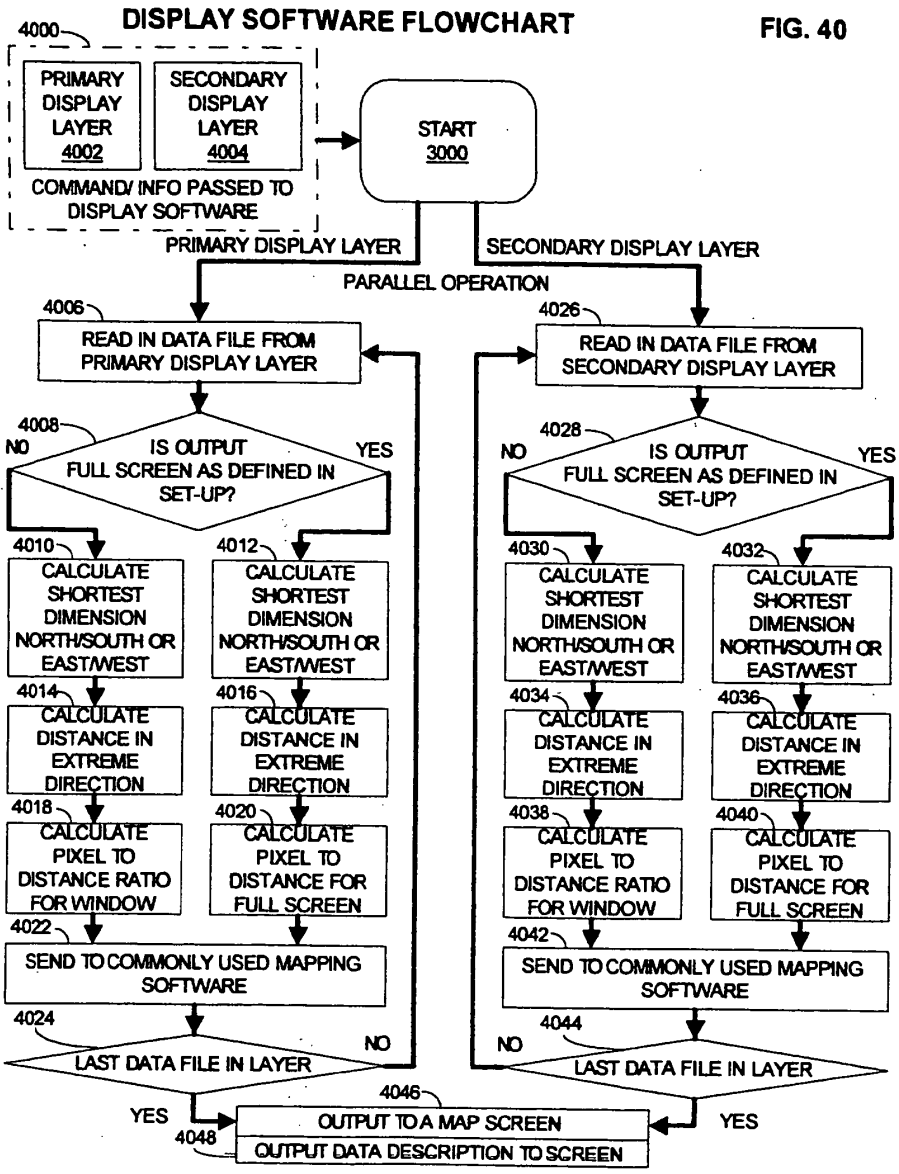 DISPLAY SOFTWARE FLOWCHART
FIG. 40
4000
PRIMARY
DISPLAY
LAYER
4002
SECONDARY
DISPLAY
LAYER
4004
COMMAND/ INFO PASSED TO
DISPLAY SOFTWARE
START
3000
PRIMARY DISPLAY LAYER
SECONDARY DISPLAY LAYER
PARALLEL OPERATION
4006
READ IN DATA FILE FROM
PRIMARY DISPLAY LAYER
4008
NO
IS OUTPUT
FULL SCREEN AS DEFINED IN
SET-UP?
YES
4010
CALCULATE
SHORTEST
DIMENSION
NORTH/SOUTH OR
EAST/WEST
4012
CALCULATE
SHORTEST
DIMENSION
NORTH/SOUTH OR
EAST/WEST
4014
CALCULATE
DISTANCE IN
EXTREME
DIRECTION
4016
CALCULATE
DISTANCE IN
EXTREME
DIRECTION
4018
CALCULATE
PIXEL TO
DISTANCE RATIO
FOR WINDOW
4020
CALCULATE
PIXEL TO
DISTANCE FOR
FULL SCREEN
4022
SEND TO COMMONLY USED MAPPING
SOFTWARE
4024
LAST DATA FILE IN LAYER
NO
YES
4026
READ IN DATA FILE FROM
SECONDARY DISPLAY LAYER
4028
NO
IS OUTPUT
FULL SCREEN AS DEFINED IN
SET-UP?
YES
4030
CALCULATE
SHORTEST
DIMENSION
NORTH/SOUTH OR
EAST/WEST
4032
CALCULATE
SHORTEST
DIMENSION
NORTH/SOUTH OR
EAST/WEST
4034
CALCULATE
DISTANCE IN
EXTREME
DIRECTION
4036
CALCULATE
DISTANCE IN
EXTREME
DIRECTION
4038
CALCULATE
PIXEL TO
DISTANCE RATIO
FOR WINDOW
4040
CALCULATE
PIXEL TO
DISTANCE FOR
FULL SCREEN
4042
SEND TO COMMONLY USED MAPPING
SOFTWARE
4044
NO
LAST DATA FILE IN LAYER
YES
4046
OUTPUT TO A MAP SCREEN
4048
OUTPUT DATA DESCRIPTION TO SCREEN